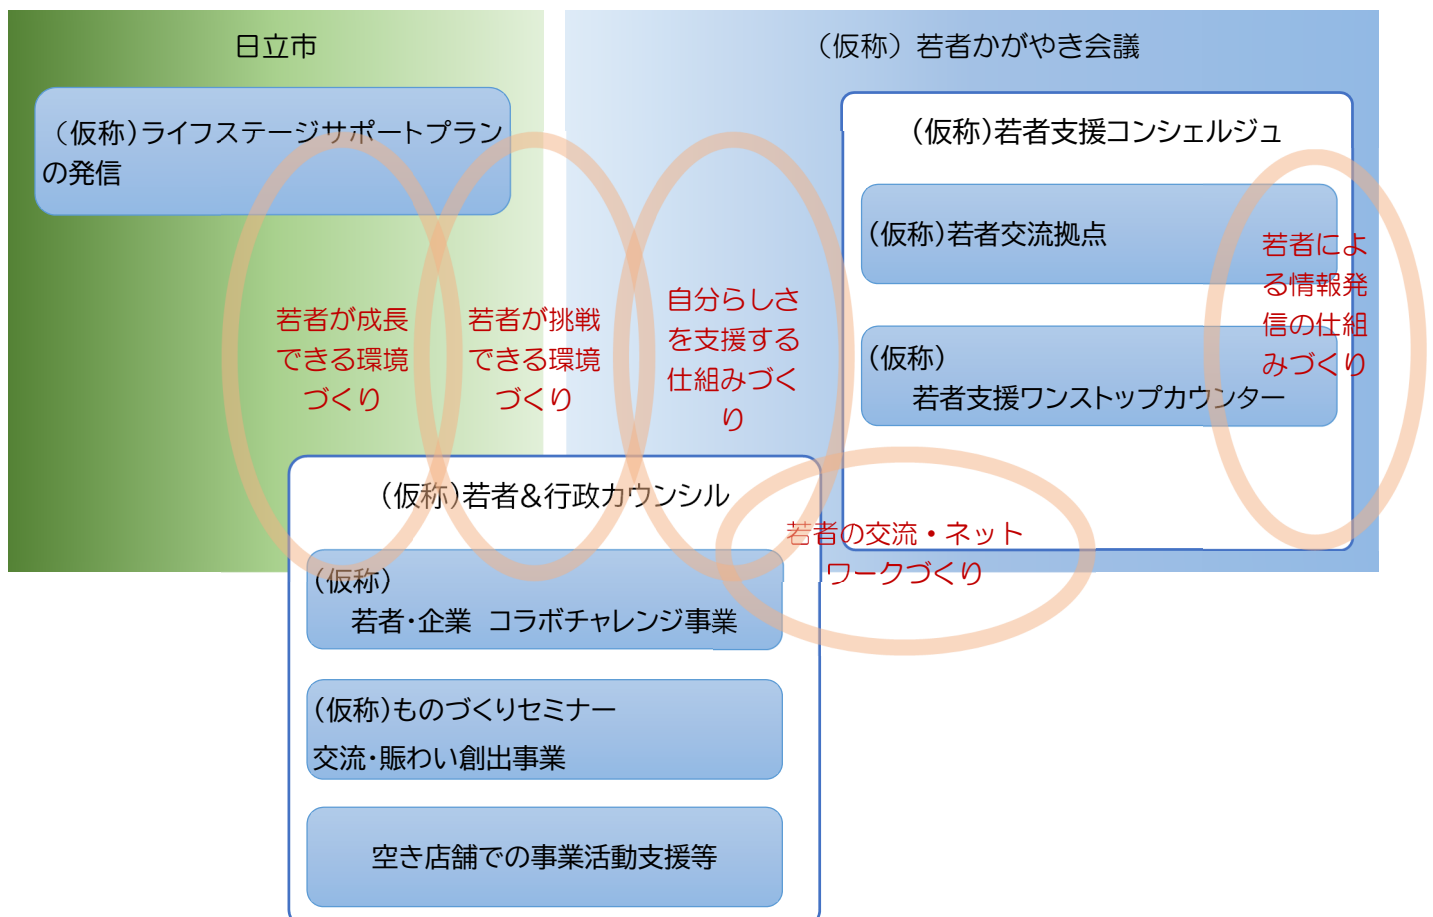 日立市
（仮称）若者かがやき会議
（仮称）ライフステージサポートプラン
の発信
（仮称）若者支援コンシェルジュ
（仮称）若者交流拠点
（仮称）
若者支援ワンストップカウンター
若者によ
る情報発
信の仕組
みづくり
若者が成長
できる環境
づくり
若者が挑戦
できる環境
づくり
自分らしさ
を支援する
仕組みづく
り
若者の交流・ネット
ワークづくり
（仮称）若者＆行政カウンシル
（仮称）
若者・企業　コラボチャレンジ事業
（仮称）ものづくりセミナー
交流・賑わい創出事業
空き店舗での事業活動支援等